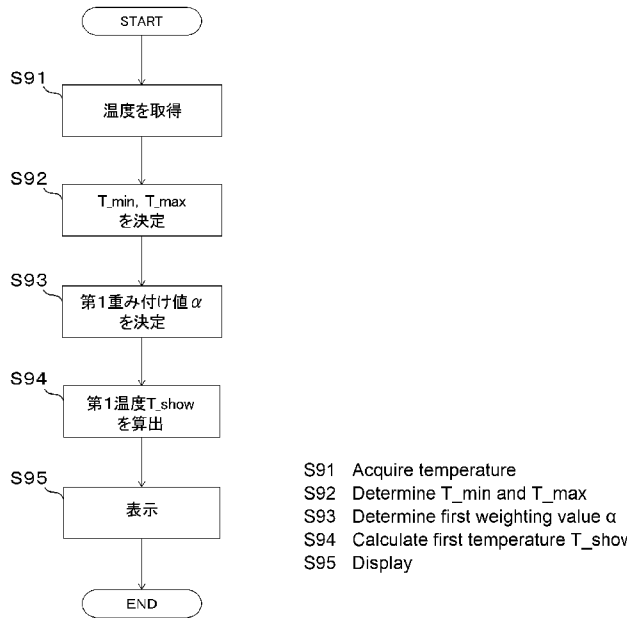 START
S91
温度を取得
S92
T_min, T_max
を決定
S93
第1重み付け値α
を決定
S94
第1温度T_show
を算出
S95
表示
END
S91 Acquire temperature
S92 Determine T_min and T_max
S93 Determine first weighting value α
S94 Calculate first temperature T_show
S95 Display